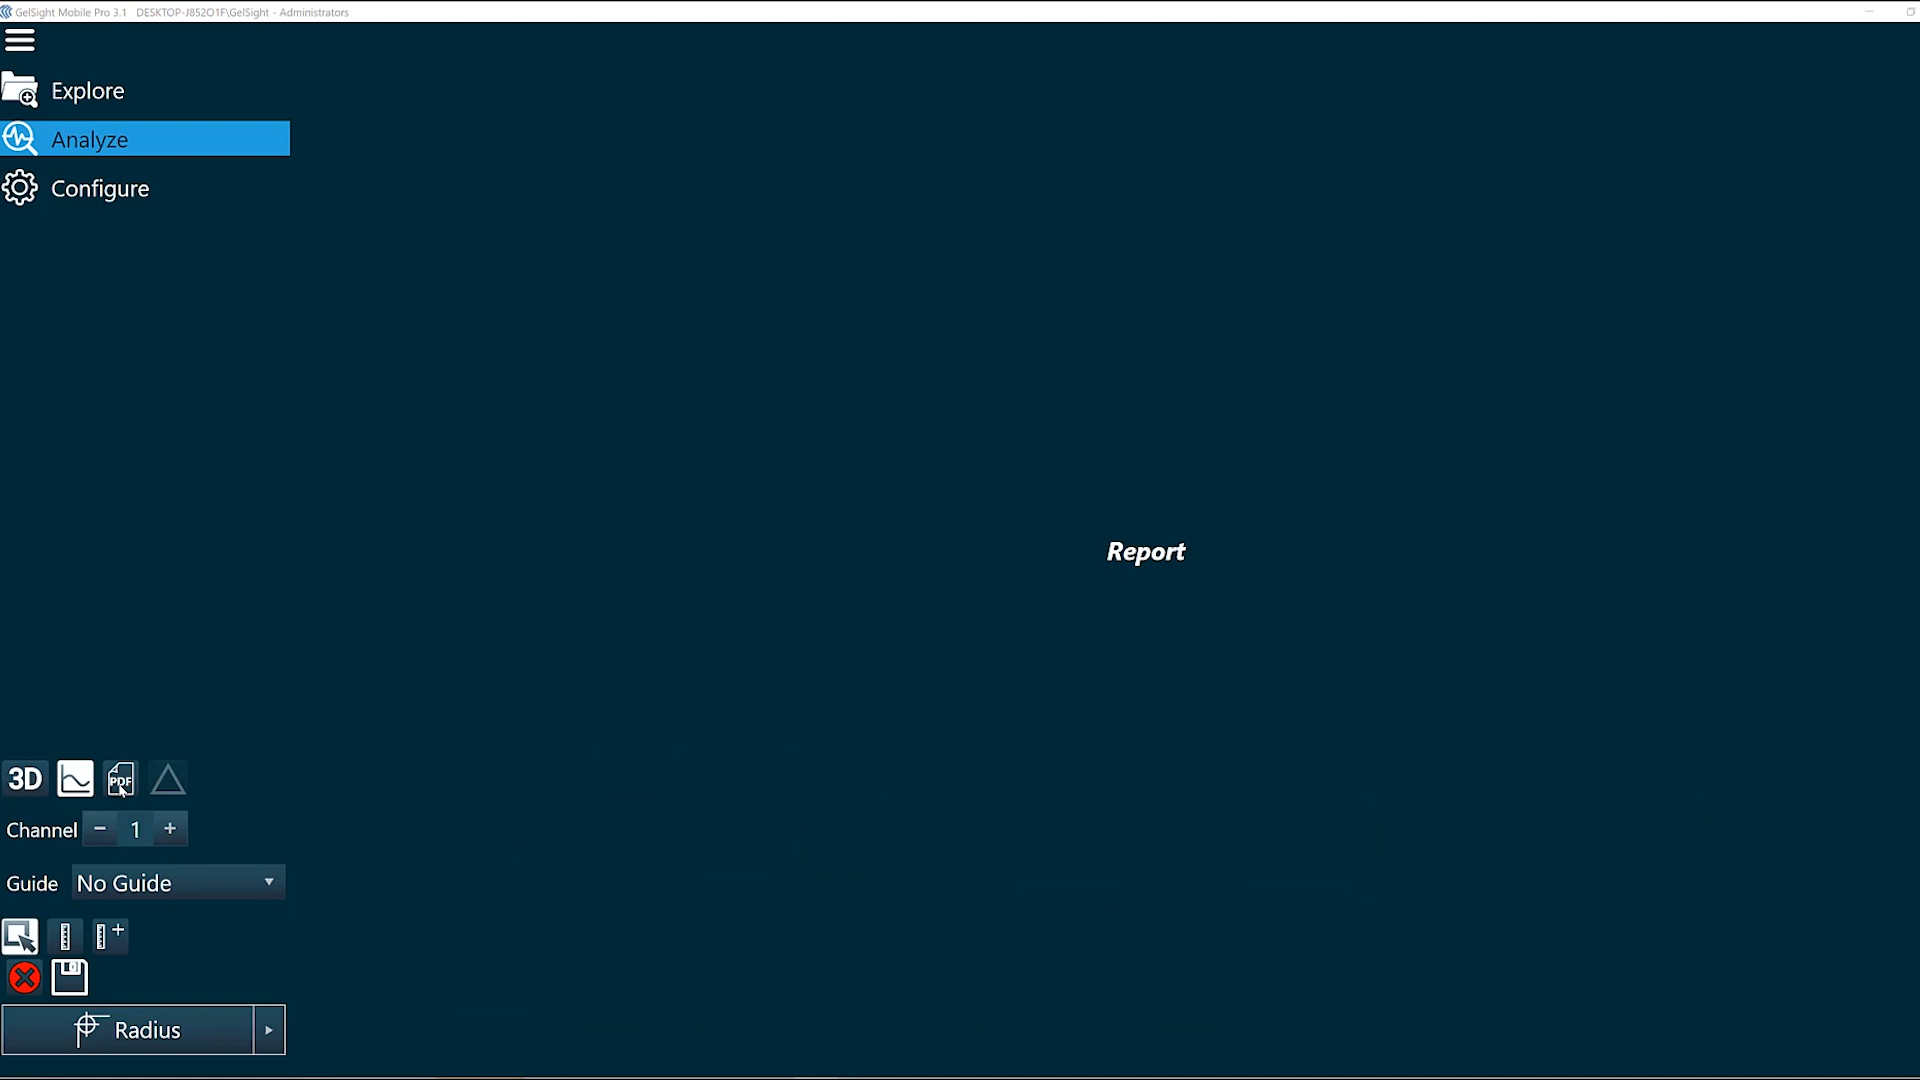 GelSight Mobile Pro 3.1 DESKTOP-J852O1F\GelSight - Administrators
Explore
Analyze
Configure
Report
3D
PDF
Channel - 1 +
Guide No Guide
Radius